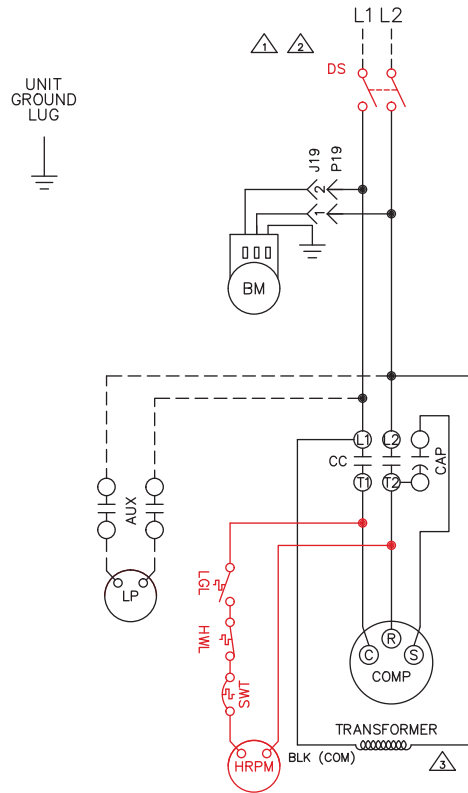 L1 L2
1 2
DS
UNIT
GROUND
LUG
J19 P19
2
1
BM
L1 L2
CC
CAP
T1 T2
AUX
LP
LGL
HWL
SWT
R
C S
COMP
TRANSFORMER
BLK (COM)
3
HRPM